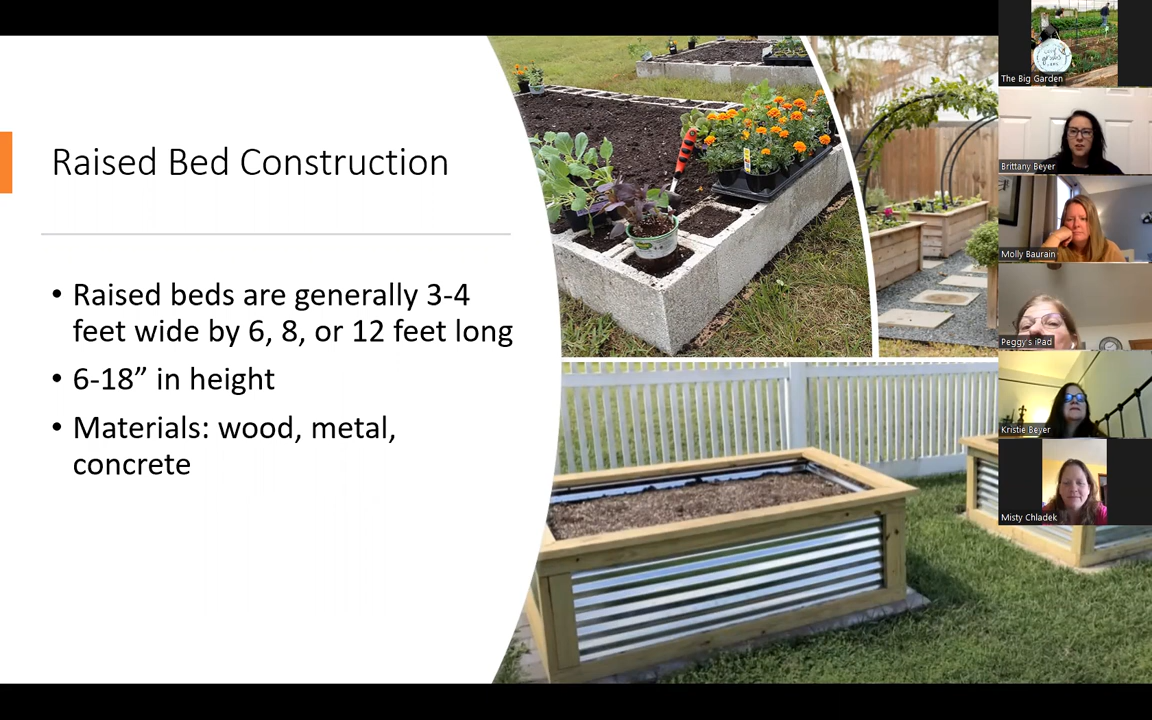 Raised Bed Construction
• Raised beds are generally 3-4
feet wide by 6, 8, or 12 feet long
• 6-18” in height
• Materials: wood, metal,
concrete
The Big Garden
Brittany Beyer
Molly Baurain
Peggy's iPad
Kristie Beyer
Misty Chladek